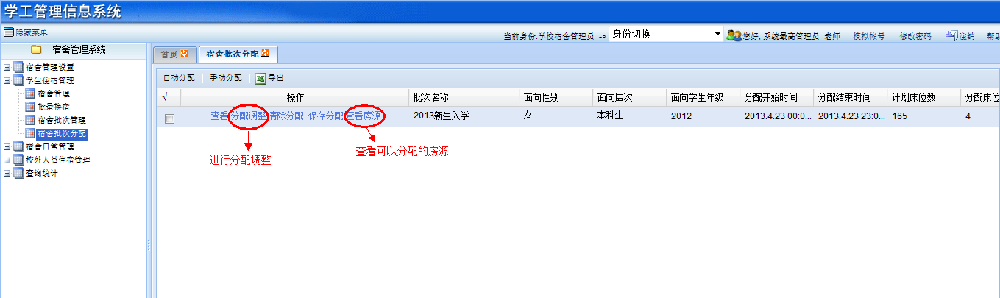 学工管理信息系统
隐藏菜单
当前身份:学校宿舍管理员 -> 身份切换 您好, 系统最高管理员 老师 模拟帐号 修改密码 注销 帮助
宿舍管理系统
首页 宿舍批次分配
宿舍管理设置
学生住宿管理
宿舍管理
批量换宿
宿舍批次管理
宿舍批次分配
宿舍日常管理
校外人员住宿管理
查询统计
自动分配 手动分配 导出
√ 操作 批次名称 面向性别 面向层次 面向学生年级 分配开始时间 分配结束时间 计划床位数 分配床位
查看 分配调整 清除分配 保存分配 查看房源 2013新生入学 女 本科生 2012 2013.4.23 00:0... 2013.4.23 23:0... 165 4
进行分配调整
查看可以分配的房源